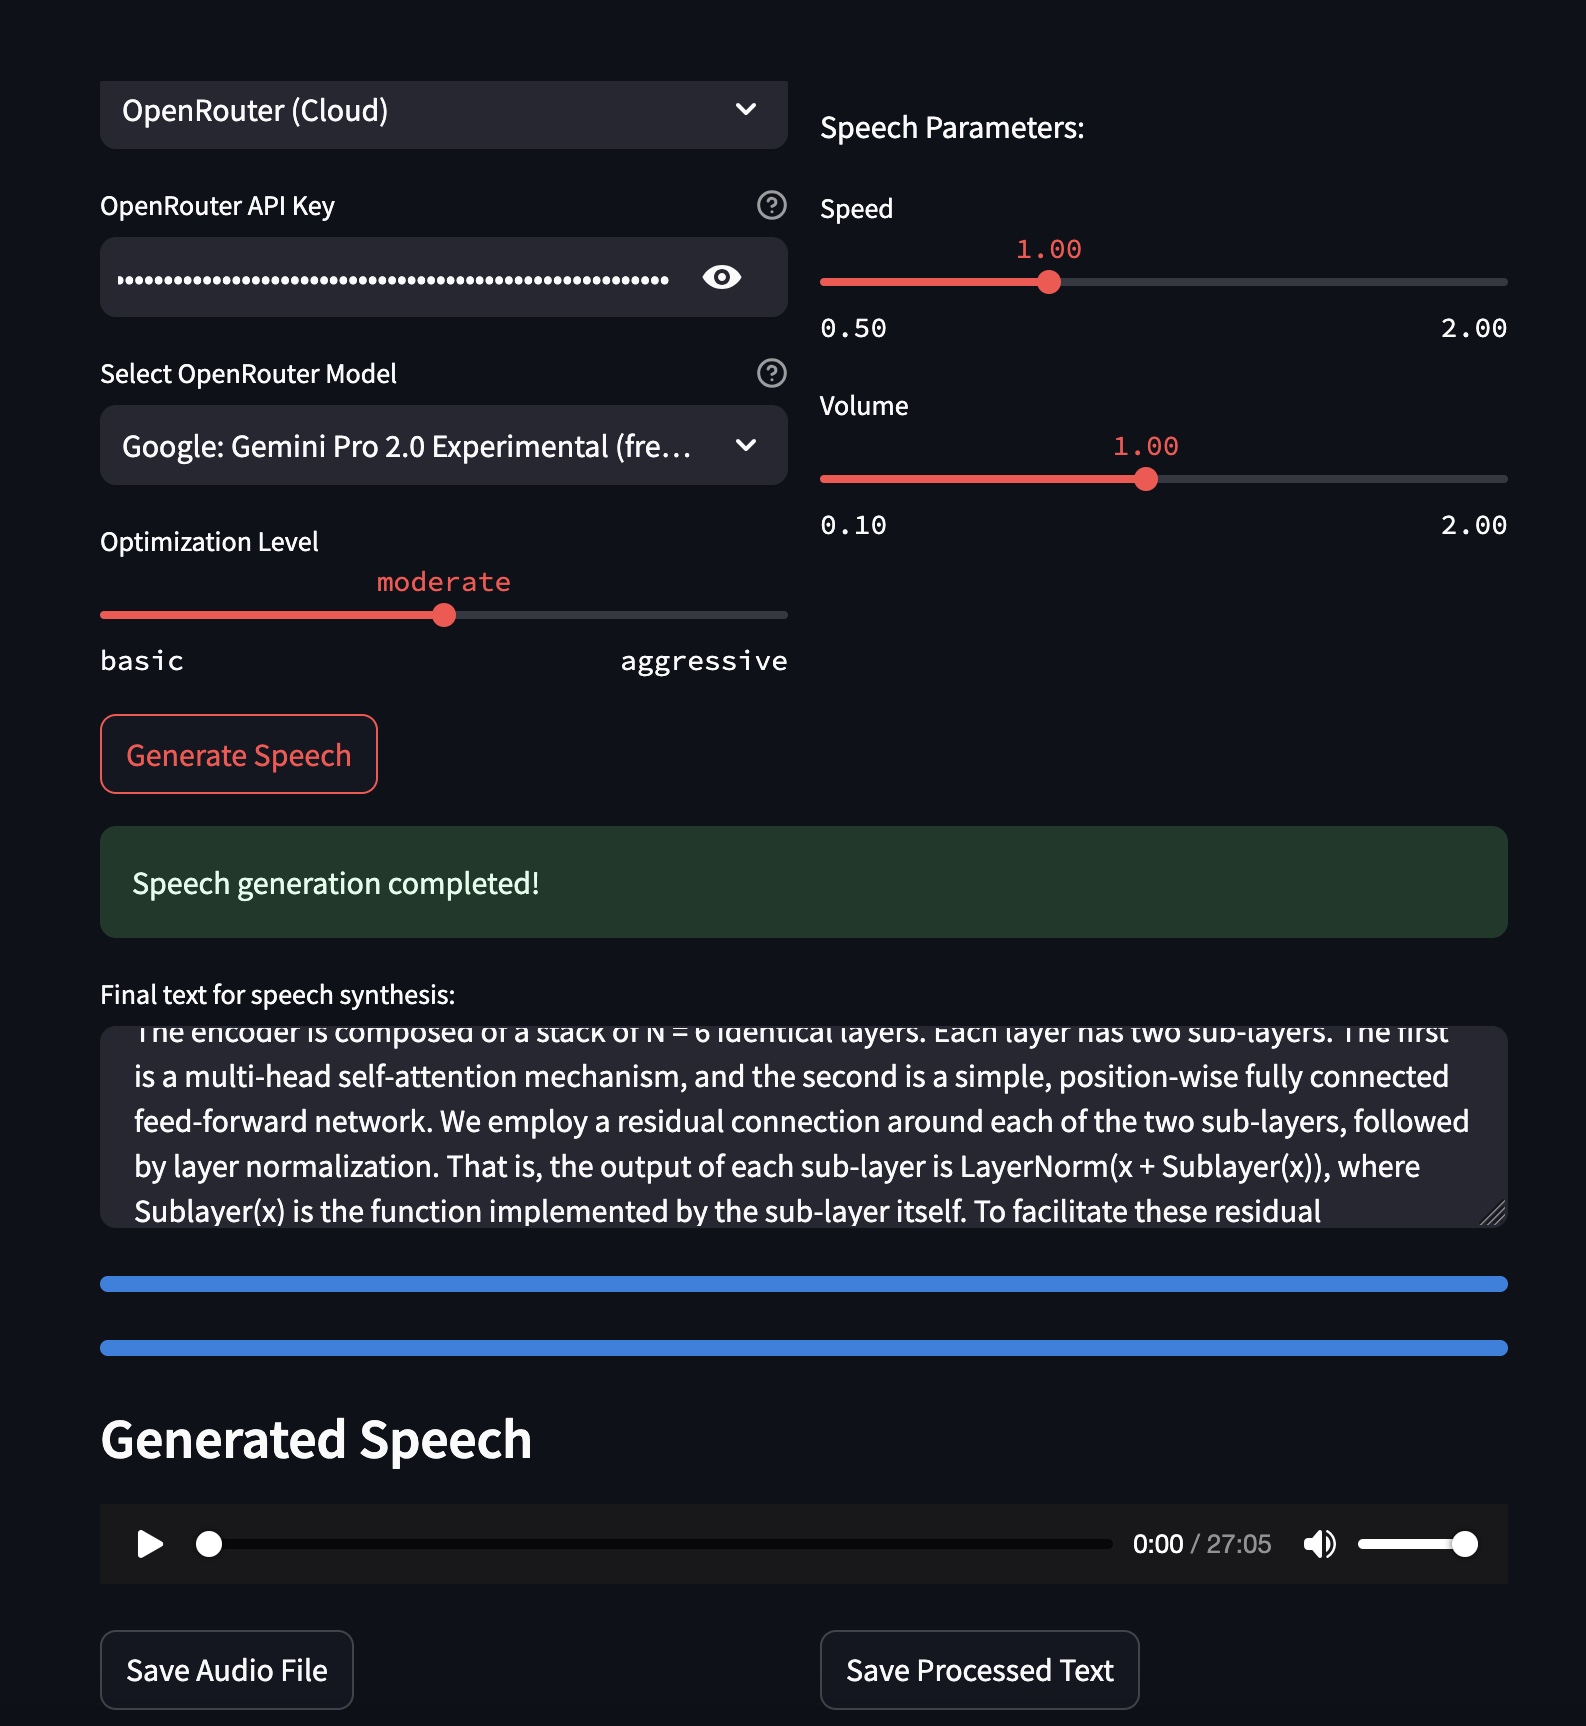 OpenRouter (Cloud)
OpenRouter API Key
Select OpenRouter Model
Google: Gemini Pro 2.0 Experimental (fre...
Optimization Level
moderate
basic
aggressive
Speech Parameters:
Speed
1.00
0.50
2.00
Volume
1.00
0.10
2.00
Generate Speech
Speech generation completed!
Final text for speech synthesis:
The encoder is composed of a stack of N = 6 identical layers. Each layer has two sub-layers. The first
is a multi-head self-attention mechanism, and the second is a simple, position-wise fully connected
feed-forward network. We employ a residual connection around each of the two sub-layers, followed
by layer normalization. That is, the output of each sub-layer is LayerNorm(x + Sublayer(x)), where
Sublayer(x) is the function implemented by the sub-layer itself. To facilitate these residual
Generated Speech
0:00 / 27:05
Save Audio File
Save Processed Text